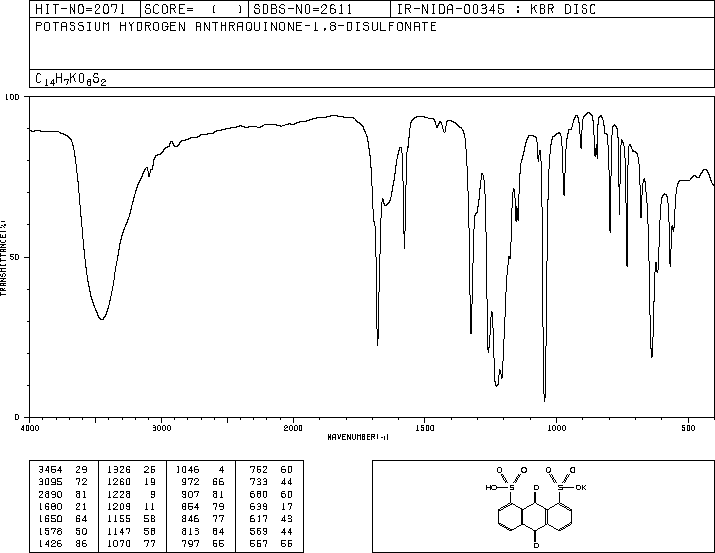 HIT-NO=2071 SCORE= ( ) SDBS-NO=2611 IR-NIDA-00345 : KBR DISC
POTASSIUM HYDROGEN ANTHRAQUINONE-1,8-DISULFONATE
C14H7KO8S2
100
50
0
TRANSMITTANCE(%)
4000 3000 2000 1500 1000 500
WAVENUMBER(-1)
3464 29 1326 26 1046 4 762 60
3095 72 1260 19 972 66 733 44
2890 81 1228 9 907 81 680 60
1680 21 1209 11 854 79 639 17
1650 64 1155 58 846 77 617 43
1578 50 1147 58 813 84 569 44
1426 86 1070 77 797 55 557 55
O O O O
HO S S OK
O
O